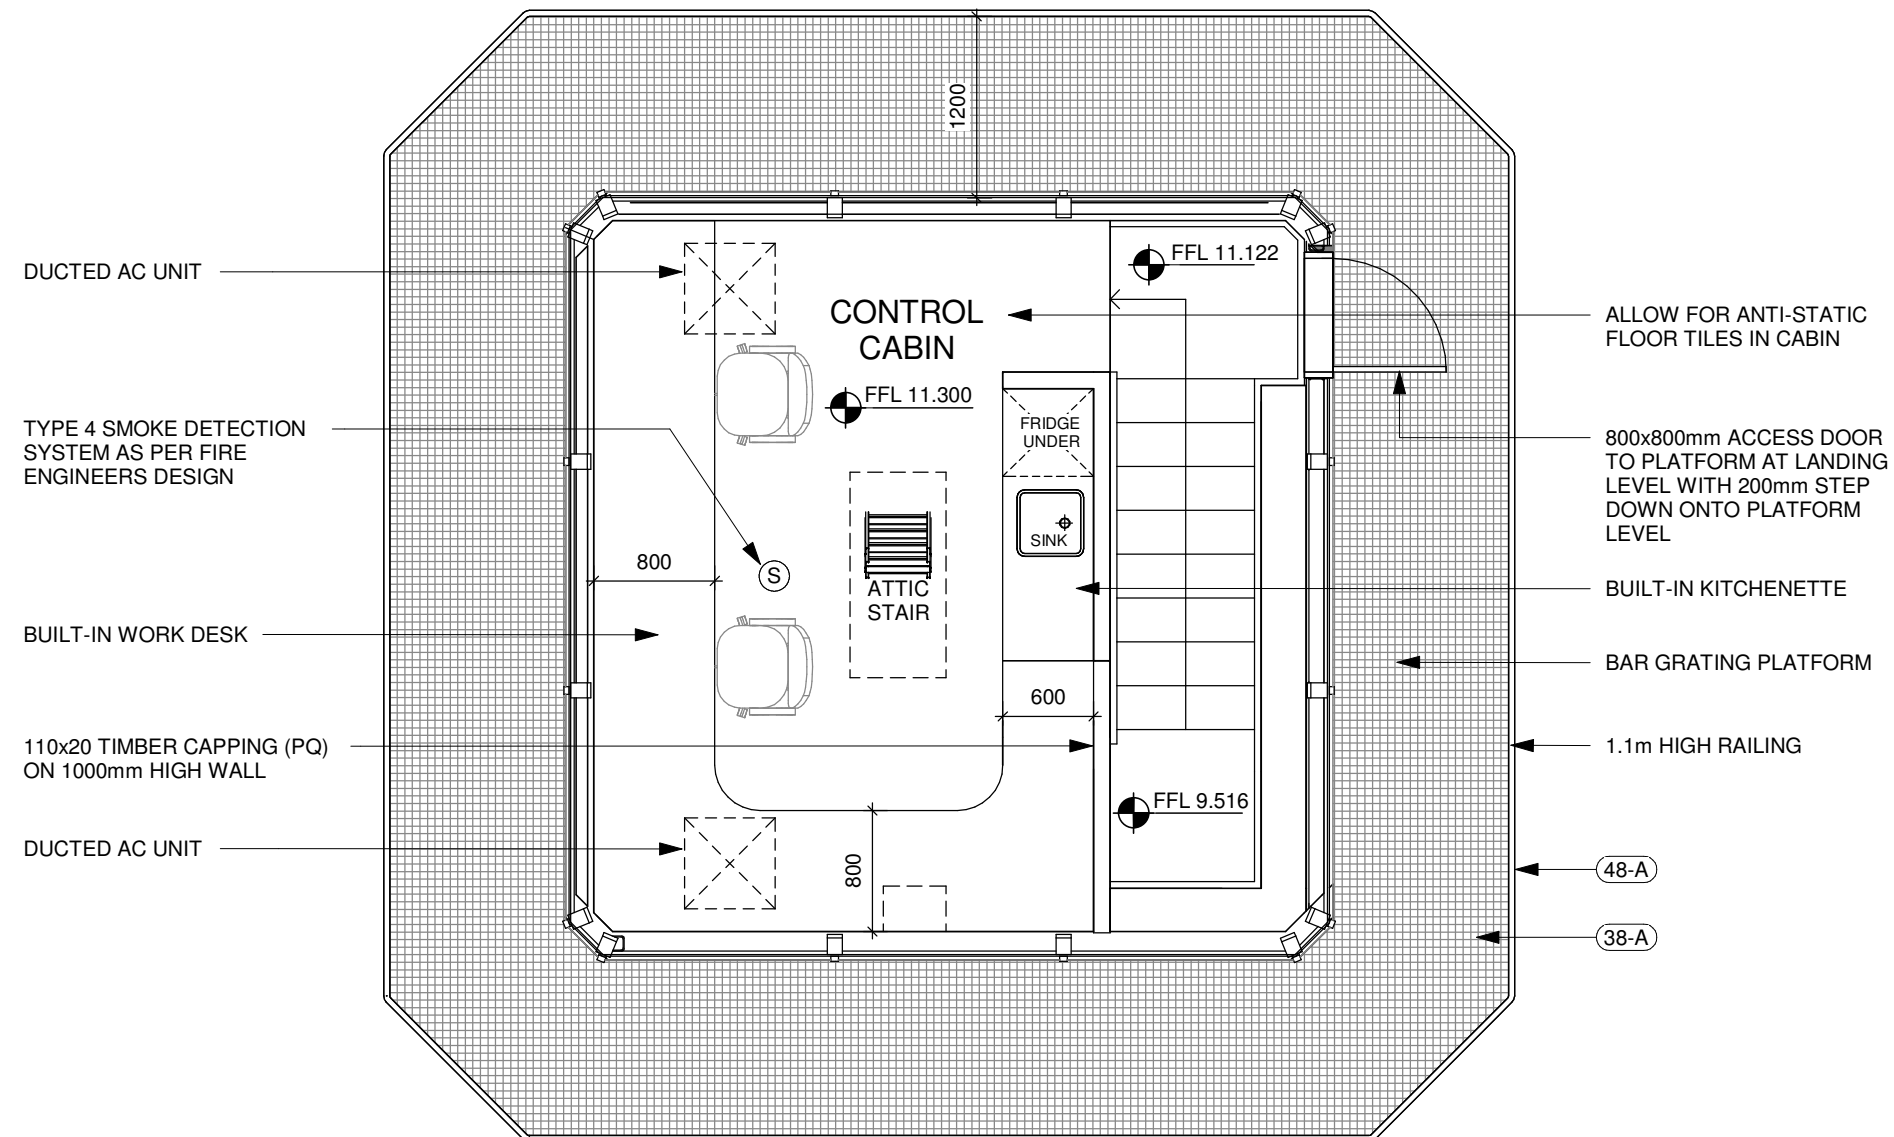 1200
DUCTED AC UNIT
TYPE 4 SMOKE DETECTION
SYSTEM AS PER FIRE
ENGINEERS DESIGN
BUILT-IN WORK DESK
110x20 TIMBER CAPPING (PQ)
ON 1000mm HIGH WALL
DUCTED AC UNIT
CONTROL
CABIN
FFL 11.122
FFL 11.300
FRIDGE
UNDER
SINK
800
S
ATTIC
STAIR
600
FFL 9.516
800
ALLOW FOR ANTI-STATIC
FLOOR TILES IN CABIN
800x800mm ACCESS DOOR
TO PLATFORM AT LANDING
LEVEL WITH 200mm STEP
DOWN ONTO PLATFORM
LEVEL
BUILT-IN KITCHENETTE
BAR GRATING PLATFORM
1.1m HIGH RAILING
48-A
38-A